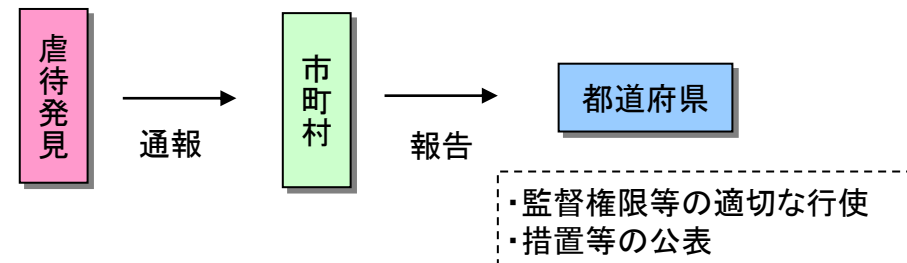 虐待発見
通報
市町村
報告
都道府県
・監督権限等の適切な行使
・措置等の公表